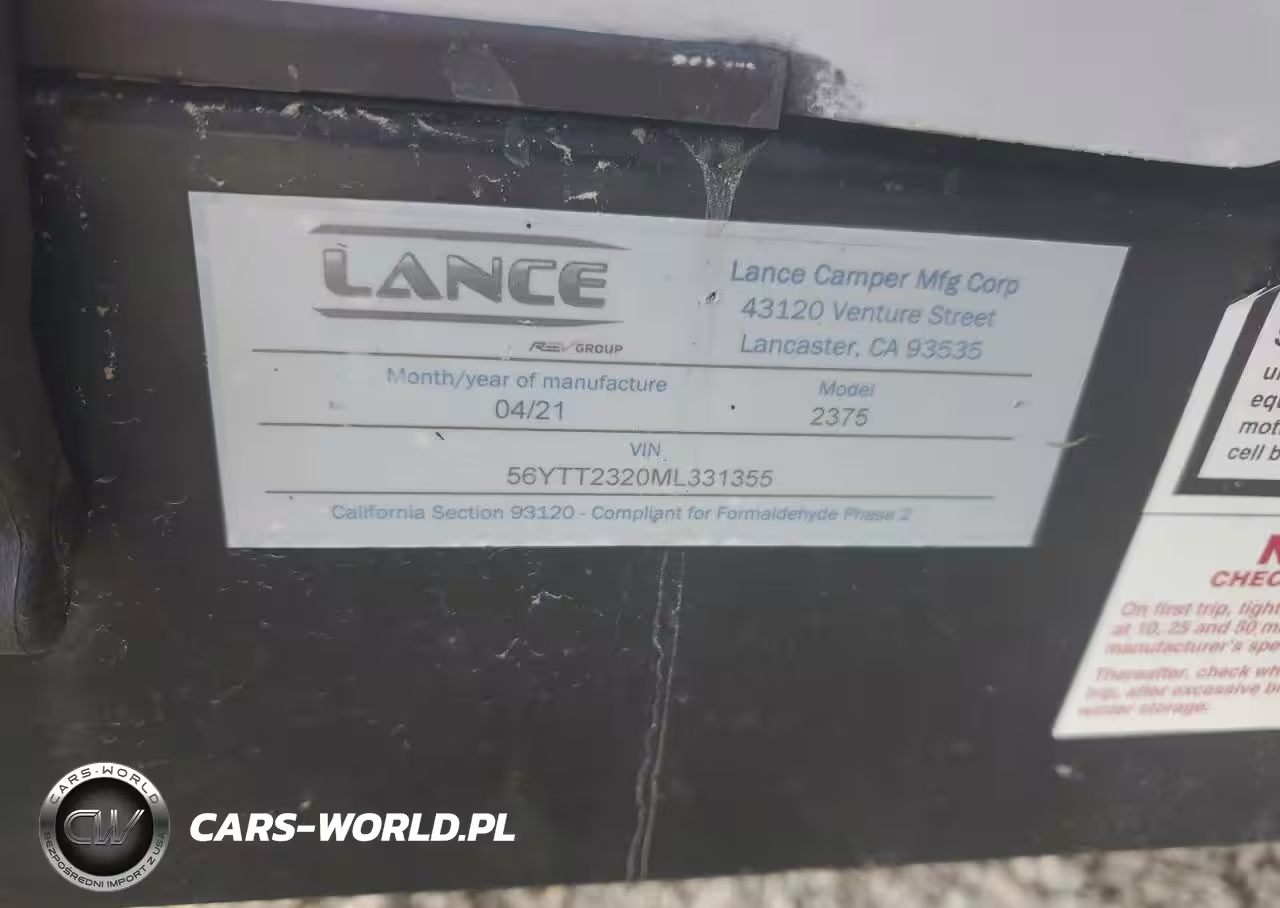 LANCE
REV GROUP
Lance Camper Mfg Corp
43120 Venture Street
Lancaster, CA 93535
Month/year of manufacture
04/21
Model
2375
VIN
56YTT2320ML331355
California Section 93120 - Compliant for Formaldehyde Phase 2
mot
cell b
CHEC
On first trip, tight
at 10, 25 and 50 m
manufacturer's spe
Thereafter, check wh
trip, after excessive b
winter storage.
CARS-WORLD
CW
BEZPOŚREDNI IMPORT Z USA
CARS-WORLD.PL